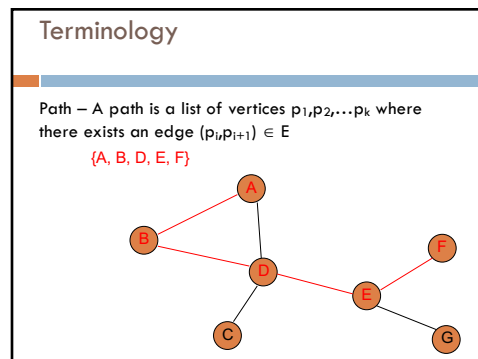 Terminology
Path – A path is a list of vertices p₁,p₂,…pₖ where
there exists an edge (pᵢ,pᵢ₊₁) ∈ E
{A, B, D, E, F}
A
B
F
D
E
C
G